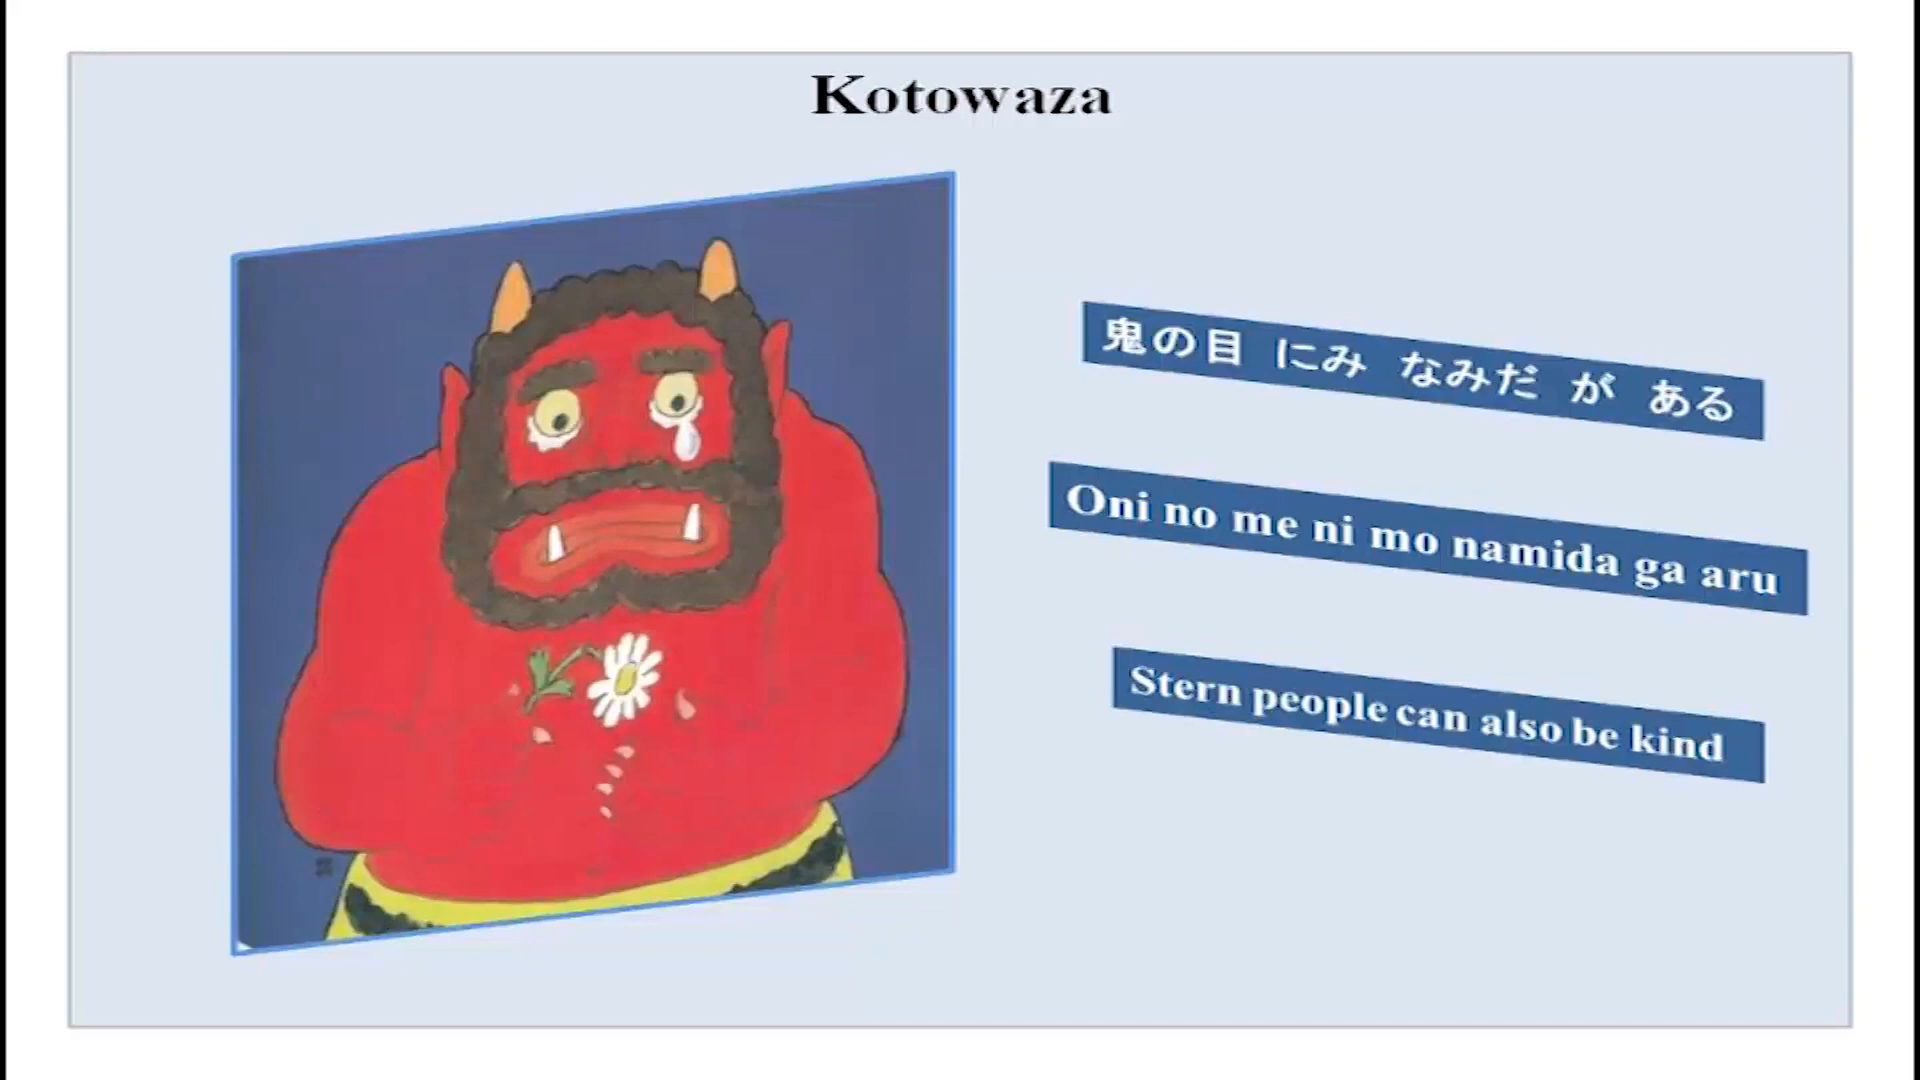 Kotowaza
鬼の目 にみ なみだ が ある
Oni no me ni mo namida ga aru
Stern people can also be kind